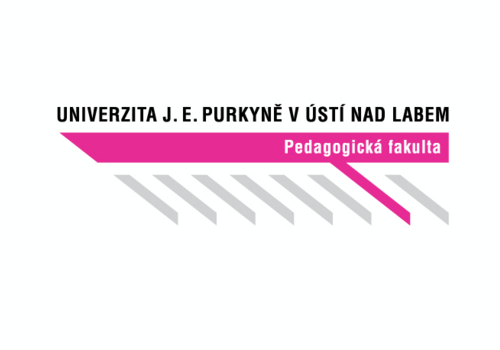 UNIVERZITA J. E. PURKYNĚ V ÚSTÍ NAD LABEM
Pedagogická fakulta